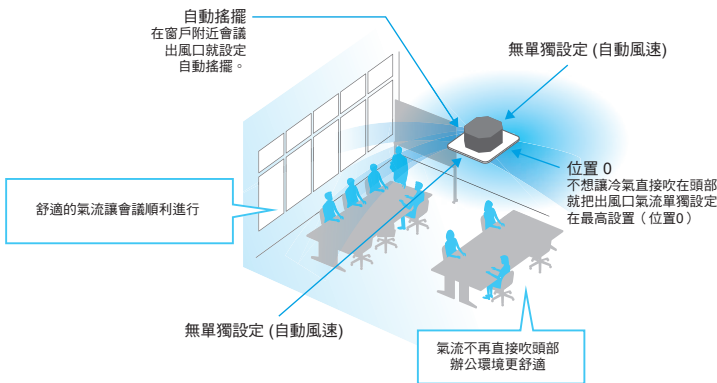 自動搖擺
在窗戶附近會議
出風口就設定
自動搖擺。
無單獨設定 (自動風速)
位置 0
不想讓冷氣直接吹在頭部
就把出風口氣流單獨設定
在最高設置（位置0）
舒適的氣流讓會議順利進行
無單獨設定 (自動風速)
氣流不再直接吹頭部
辦公環境更舒適